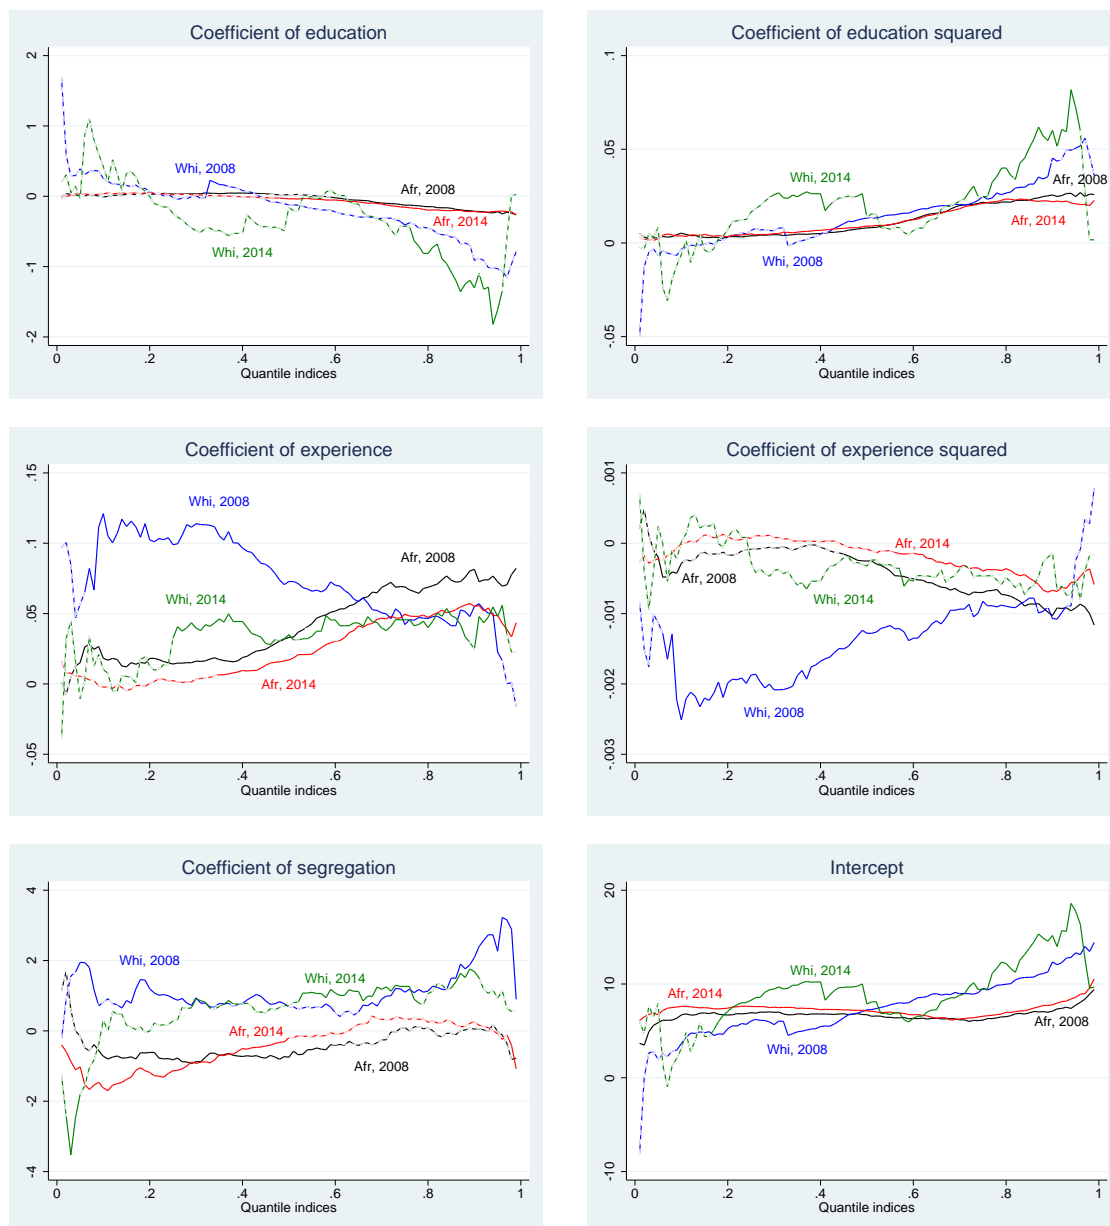 Coefficient of education
2
1
0
-1
-2
Whi, 2008
Afr, 2008
Afr, 2014
Whi, 2014
0 .2 .4 .6 .8 1
Quantile indices
Coefficient of education squared
.1
.05
0
-.05
Whi, 2014
Afr, 2008
Afr, 2014
Whi, 2008
0 .2 .4 .6 .8 1
Quantile indices
Coefficient of experience
.15
.1
.05
0
-.05
Whi, 2008
Afr, 2008
Whi, 2014
Afr, 2014
0 .2 .4 .6 .8 1
Quantile indices
Coefficient of experience squared
.001
0
-.001
-.002
-.003
Afr, 2014
Afr, 2008
Whi, 2014
Whi, 2008
0 .2 .4 .6 .8 1
Quantile indices
Coefficient of segregation
4
2
0
-2
-4
Whi, 2008
Whi, 2014
Afr, 2014
Afr, 2008
0 .2 .4 .6 .8 1
Quantile indices
Intercept
20
10
0
-10
Whi, 2014
Afr, 2014
Afr, 2008
Whi, 2008
0 .2 .4 .6 .8 1
Quantile indices